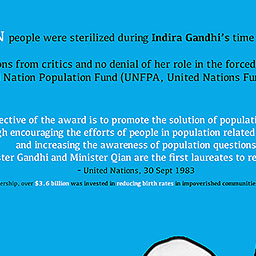 people were sterilized during Indira Gandhi's time
ons from critics and no denial of her role in the forced
Nation Population Fund (UNFPA, United Nations Fu
ective of the award is to promote the solution of populati
gh encouraging the efforts of people in population related
and increasing the awareness of population questions
ster Gandhi and Minister Qian are the first laureates to re
- United Nations, 30 Sept 1983
ership, over $3.6 billion was invested in reducing birth rates in impoverished communitie